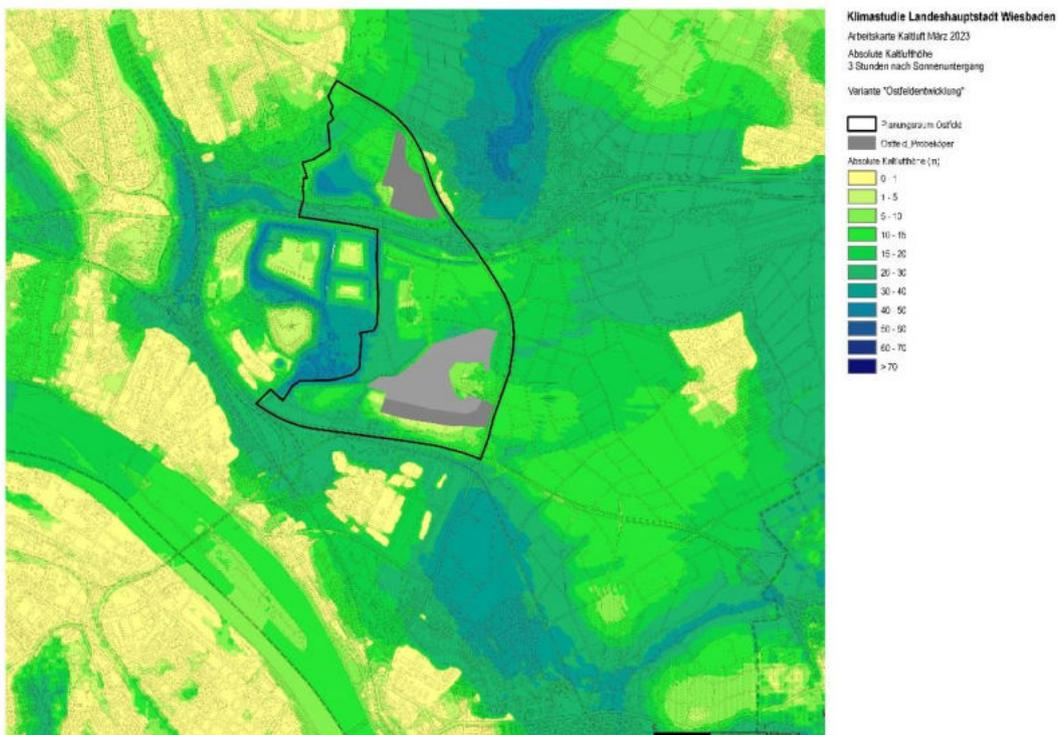 Klimastudie Landeshauptstadt Wiesbaden
Arbeitskarte Kaltluft März 2023
Absolute Kaltlufthöhe
3 Stunden nach Sonnenuntergang
Variante "Ostfeldentwicklung"
Planungsraum Ostfeld
Ostfeld_Probeköper
Absolute Kaltlufthöhe (m)
0 - 1
1 - 5
5 - 10
10 - 15
15 - 20
20 - 30
30 - 40
40 - 50
50 - 60
60 - 70
> 70